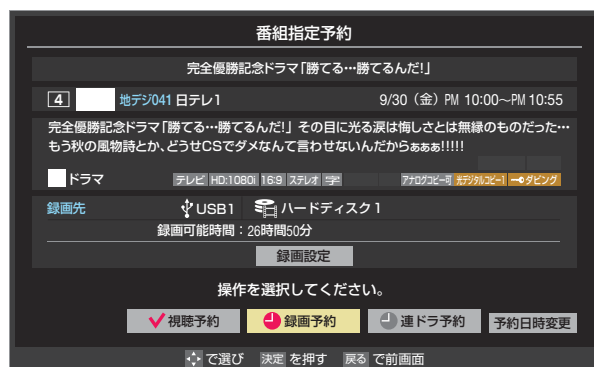 番組指定予約
完全優勝記念ドラマ「勝てる…勝てるんだ!」
4 地デジ041 日テレ1 9/30（金）PM 10:00～PM 10:55
完全優勝記念ドラマ「勝てる…勝てるんだ!」その目に光る涙は悔しさとは無縁のものだった…
もう秋の風物詩とか、どうせCSでダメなんて言わせないんだからぁぁぁ!!!!!
ドラマ テレビ HD:1080i 16:9 ステレオ 字 アナログコピー可 光デジタルコピー1 ダビング
録画先 USB1 ハードディスク1
録画可能時間：26時間50分
録画設定
操作を選択してください。
視聴予約 録画予約 連ドラ予約 予約日時変更
で選び 決定 を押す 戻る で前画面